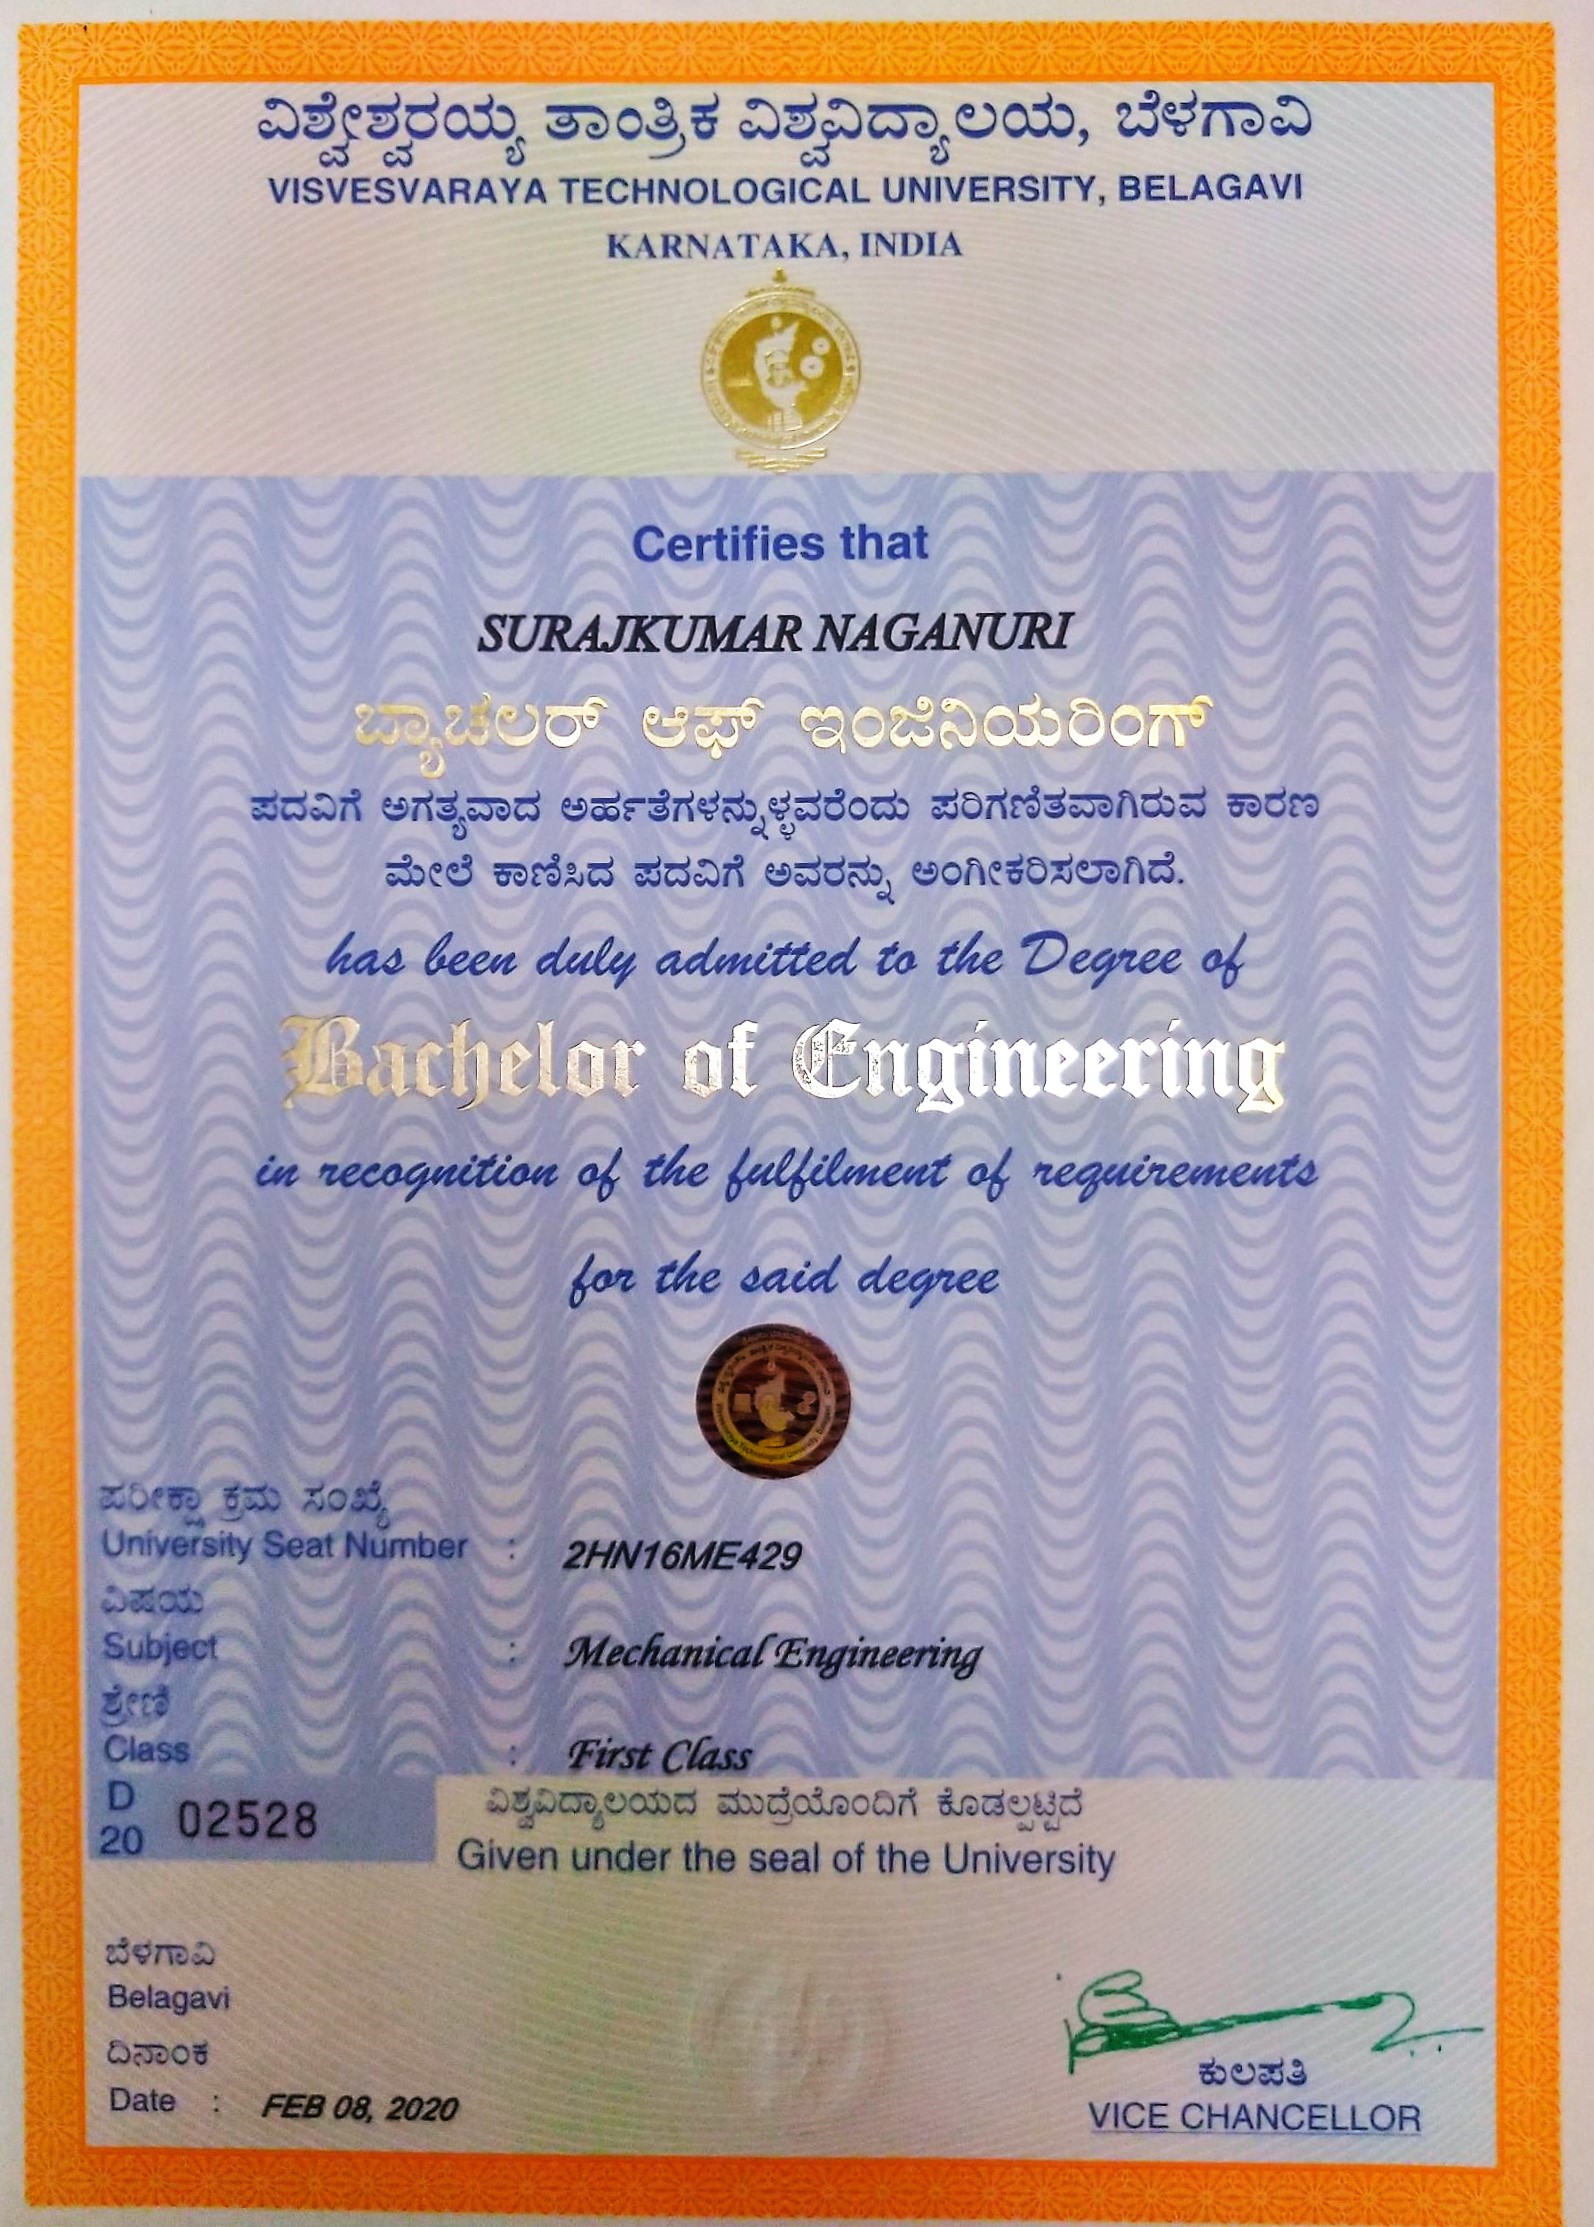 ವಿಶ್ವೇಶ್ವರಯ್ಯ ತಾಂತ್ರಿಕ ವಿಶ್ವವಿದ್ಯಾಲಯ, ಬೆಳಗಾವಿ
VISVESVARAYA TECHNOLOGICAL UNIVERSITY, BELAGAVI
KARNATAKA, INDIA
Certifies that
SURAJKUMAR NAGANURI
ಬ್ಯಾಚಲರ್ ಆಫ್ ಇಂಜಿನಿಯರಿಂಗ್
ಪದವಿಗೆ ಅಗತ್ಯವಾದ ಅರ್ಹತೆಗಳನ್ನುಳ್ಳವರೆಂದು ಪರಿಗಣಿತವಾಗಿರುವ ಕಾರಣ
ಮೇಲೆ ಕಾಣಿಸಿದ ಪದವಿಗೆ ಅವರನ್ನು ಅಂಗೀಕರಿಸಲಾಗಿದೆ.
has been duly admitted to the Degree of
Bachelor of Engineering
in recognition of the fulfilment of requirements
for the said degree
ಪರೀಕ್ಷಾ ಕ್ರಮ ಸಂಖ್ಯೆ
University Seat Number : 2HN16ME429
ವಿಷಯ
Subject : Mechanical Engineering
ಶ್ರೇಣಿ
Class : First Class
D 20 02528
ವಿಶ್ವವಿದ್ಯಾಲಯದ ಮುದ್ರೆಯೊಂದಿಗೆ ಕೊಡಲ್ಪಟ್ಟಿದೆ
Given under the seal of the University
ಬೆಳಗಾವಿ
Belagavi
ದಿನಾಂಕ
Date : FEB 08, 2020
ಕುಲಪತಿ
VICE CHANCELLOR